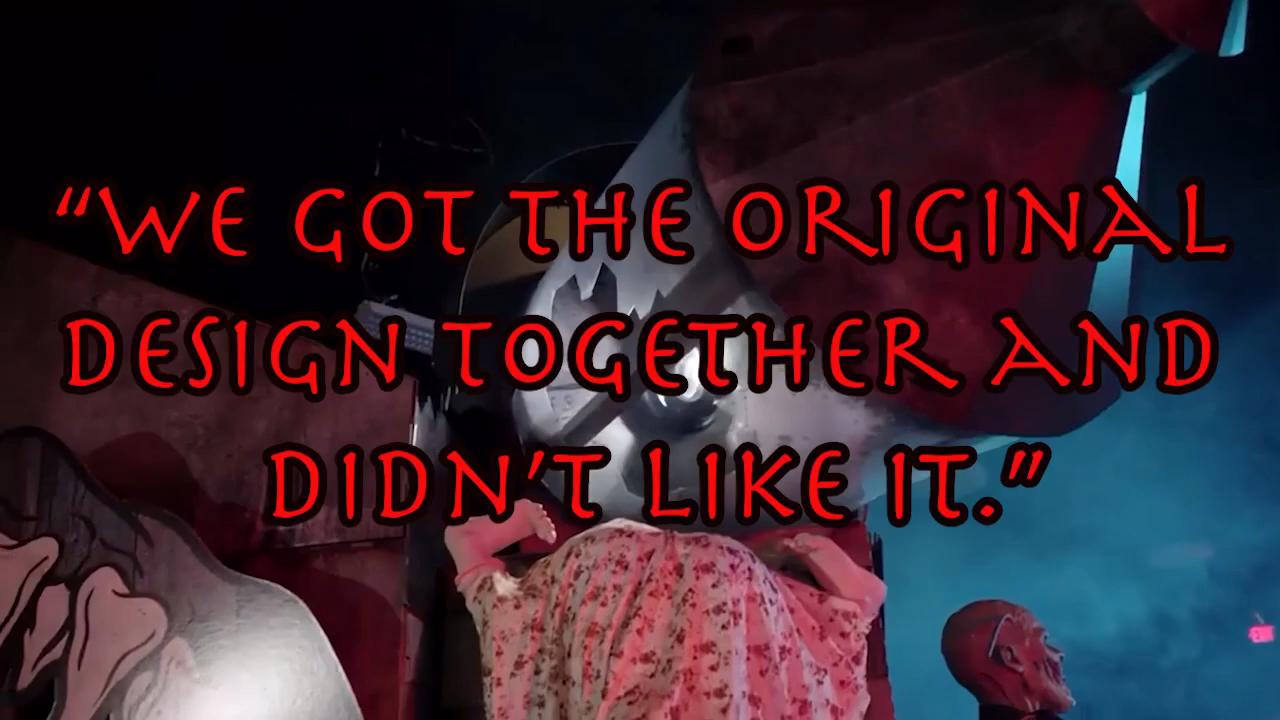 “WE GOT THE ORIGINAL
DESIGN TOGETHER AND
DIDN’T LIKE IT.”